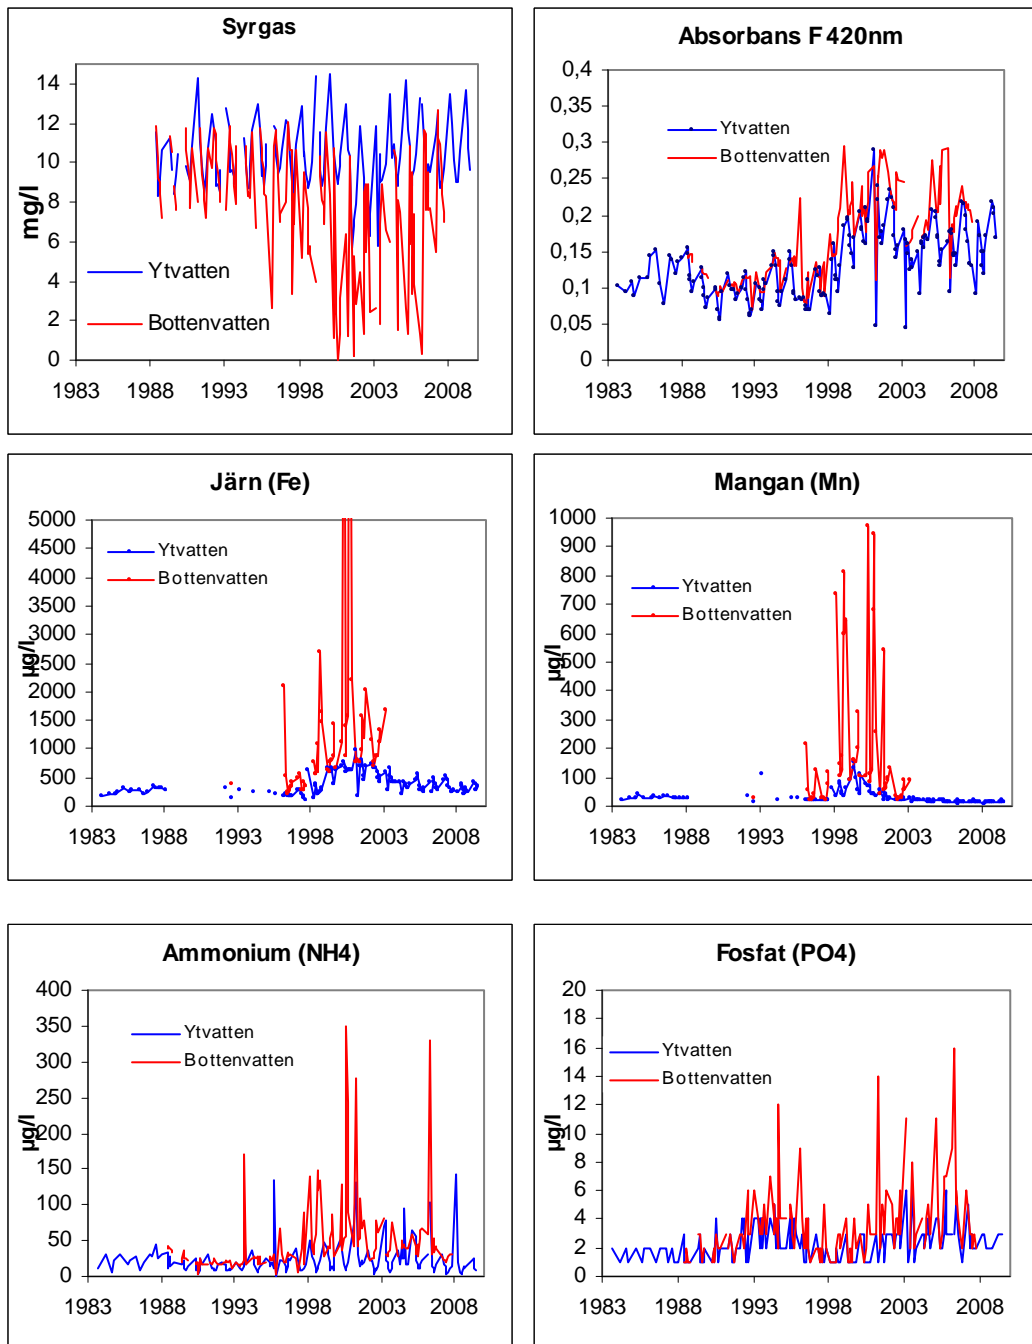 Syrgas
14
12
10
8
6
4
2
0
mg/l
Ytvatten
Bottenvatten
1983 1988 1993 1998 2003 2008
Absorbans F 420nm
0,4
0,35
0,3
0,25
0,2
0,15
0,1
0,05
0
Ytvatten
Bottenvatten
1983 1988 1993 1998 2003 2008
Järn (Fe)
5000
4500
4000
3500
3000
2500
2000
1500
1000
500
0
µg/l
Ytvatten
Bottenvatten
1983 1988 1993 1998 2003 2008
Mangan (Mn)
1000
900
800
700
600
500
400
300
200
100
0
µg/l
Ytvatten
Bottenvatten
1983 1988 1993 1998 2003 2008
Ammonium (NH4)
400
350
300
250
200
150
100
50
0
µg/l
Ytvatten
Bottenvatten
1983 1988 1993 1998 2003 2008
Fosfat (PO4)
20
18
16
14
12
10
8
6
4
2
0
µg/l
Ytvatten
Bottenvatten
1983 1988 1993 1998 2003 2008